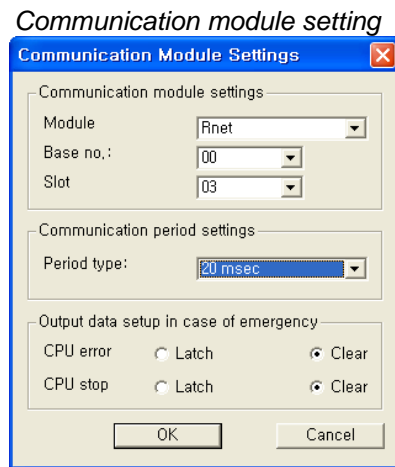 Communication module setting
Communication Module Settings
Communication module settings
Module Rnet
Base no,: 00
Slot 03
Communication period settings
Period type: 20 msec
Output data setup in case of emergency
CPU error Latch Clear
CPU stop Latch Clear
OK Cancel